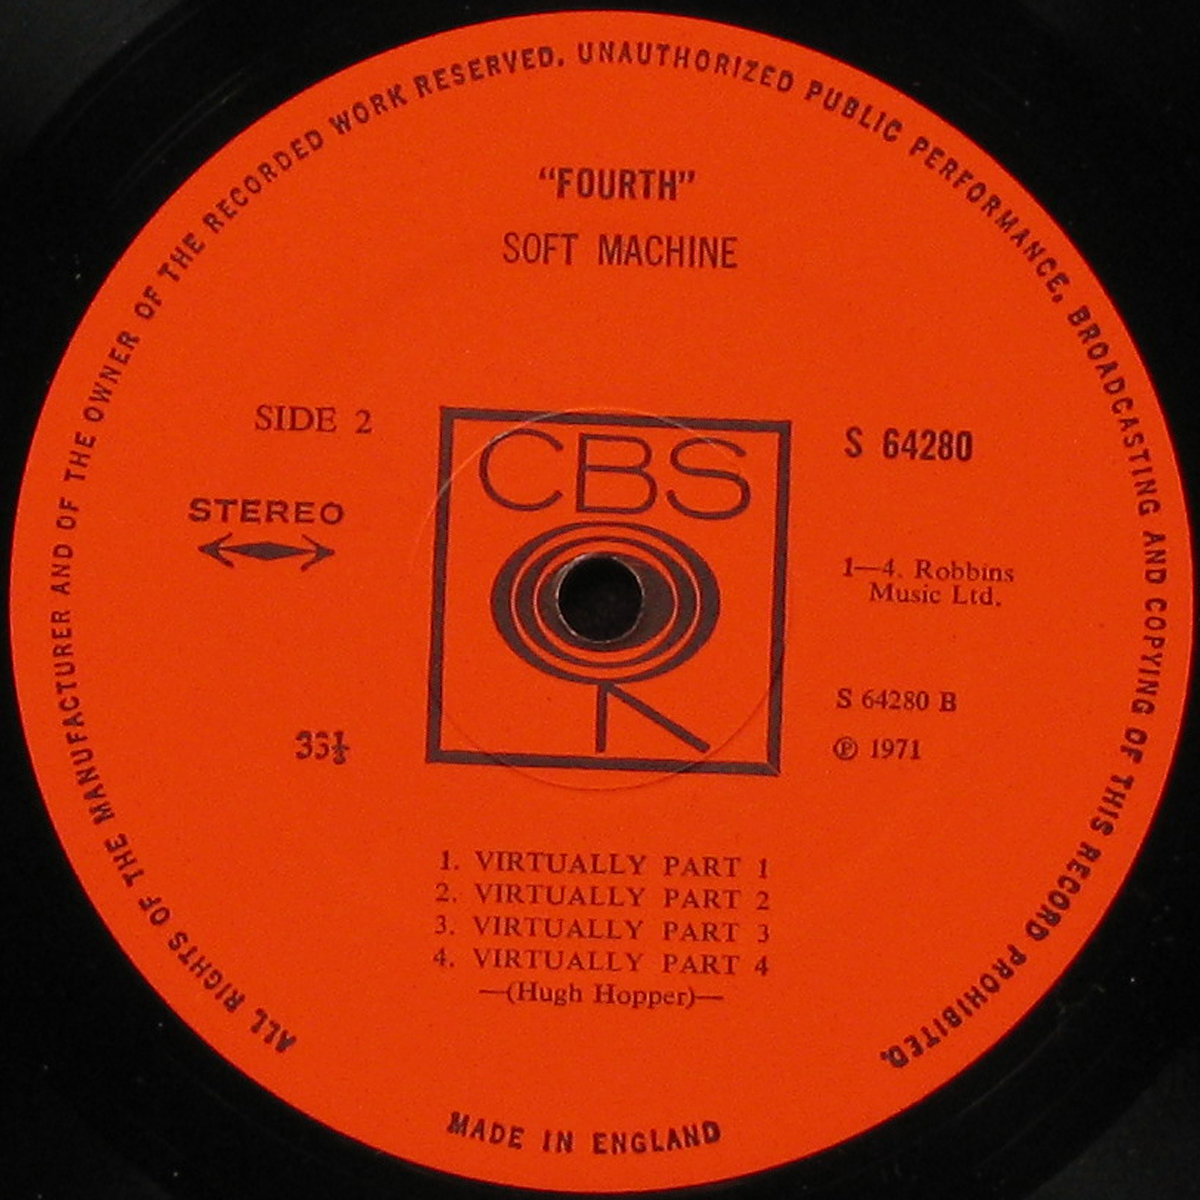 ALL RIGHTS OF THE MANUFACTURER AND OF THE OWNER OF THE RECORDED WORK RESERVED. UNAUTHORIZED PUBLIC PERFORMANCE, BROADCASTING AND COPYING OF THIS RECORD PROHIBITED.
“FOURTH”
SOFT MACHINE
SIDE 2
STEREO
33⅓
CBS
S 64280
1—4. Robbins
Music Ltd.
S 64280 B
℗ 1971
1. VIRTUALLY PART 1
2. VIRTUALLY PART 2
3. VIRTUALLY PART 3
4. VIRTUALLY PART 4
—(Hugh Hopper)—
MADE IN ENGLAND